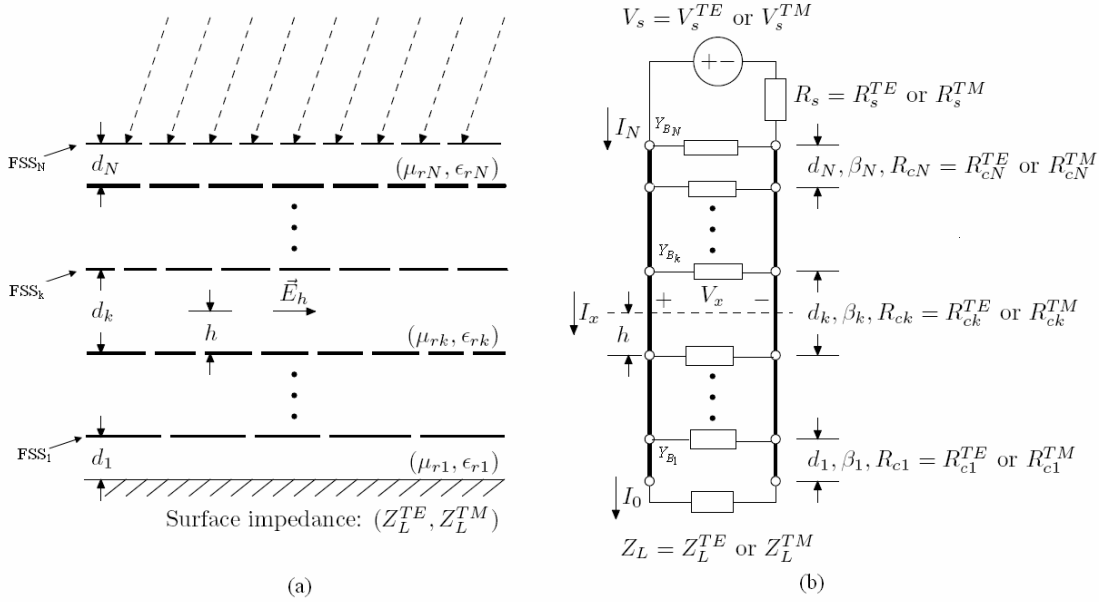 FSS_N
d_N
(μ_{rN}, ε_{rN})
FSS_k
d_k
h
\vec{E}_h
(μ_{rk}, ε_{rk})
FSS_1
d_1
(μ_{r1}, ε_{r1})
Surface impedance: (Z_L^{TE}, Z_L^{TM})
(a)
V_s = V_s^{TE} or V_s^{TM}
+ −
R_s = R_s^{TE} or R_s^{TM}
I_N
Y_{B_N}
d_N, β_N, R_{cN} = R_{cN}^{TE} or R_{cN}^{TM}
Y_{B_k}
+ V_x −
I_x
h
d_k, β_k, R_{ck} = R_{ck}^{TE} or R_{ck}^{TM}
Y_{B_1}
d_1, β_1, R_{c1} = R_{c1}^{TE} or R_{c1}^{TM}
I_0
Z_L = Z_L^{TE} or Z_L^{TM}
(b)